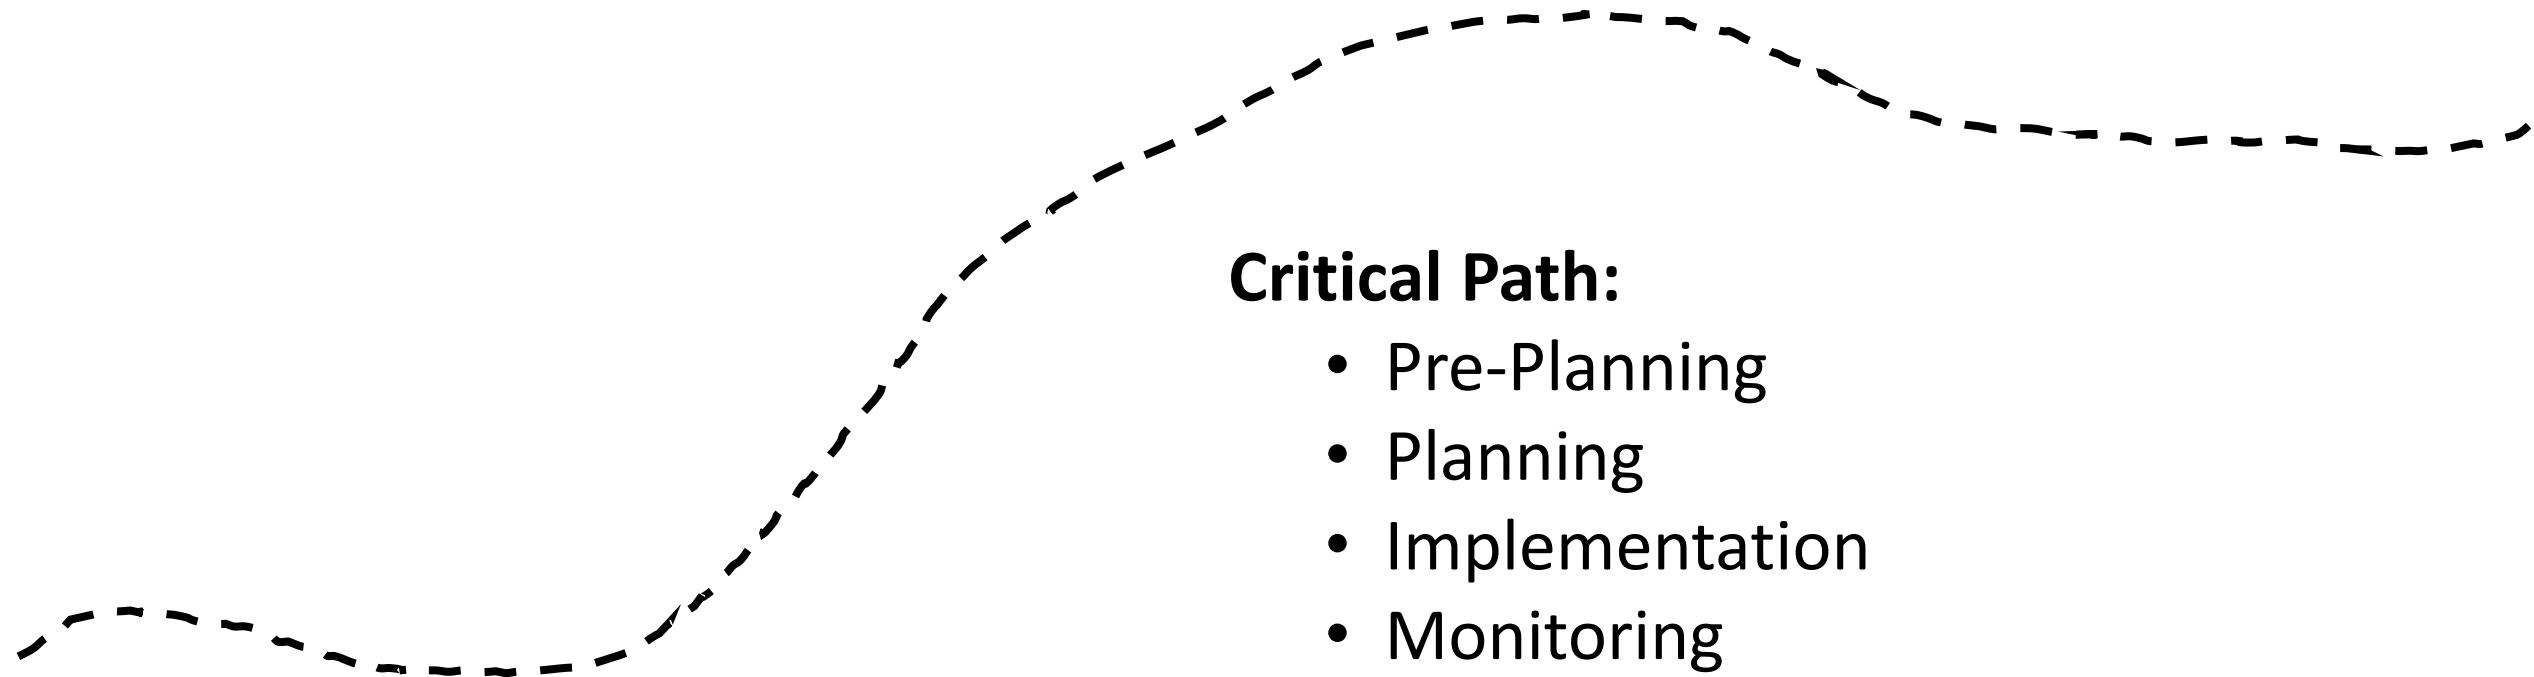 Critical Path:
• Pre-Planning
• Planning
• Implementation
• Monitoring